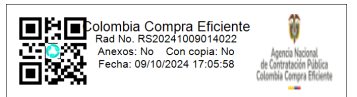 Colombia Compra Eficiente
Rad No. RS20241009014022
Anexos: No Con copia: No
Fecha: 09/10/2024 17:05:58
Agencia Nacional
de Contratación Pública
Colombia Compra Eficiente